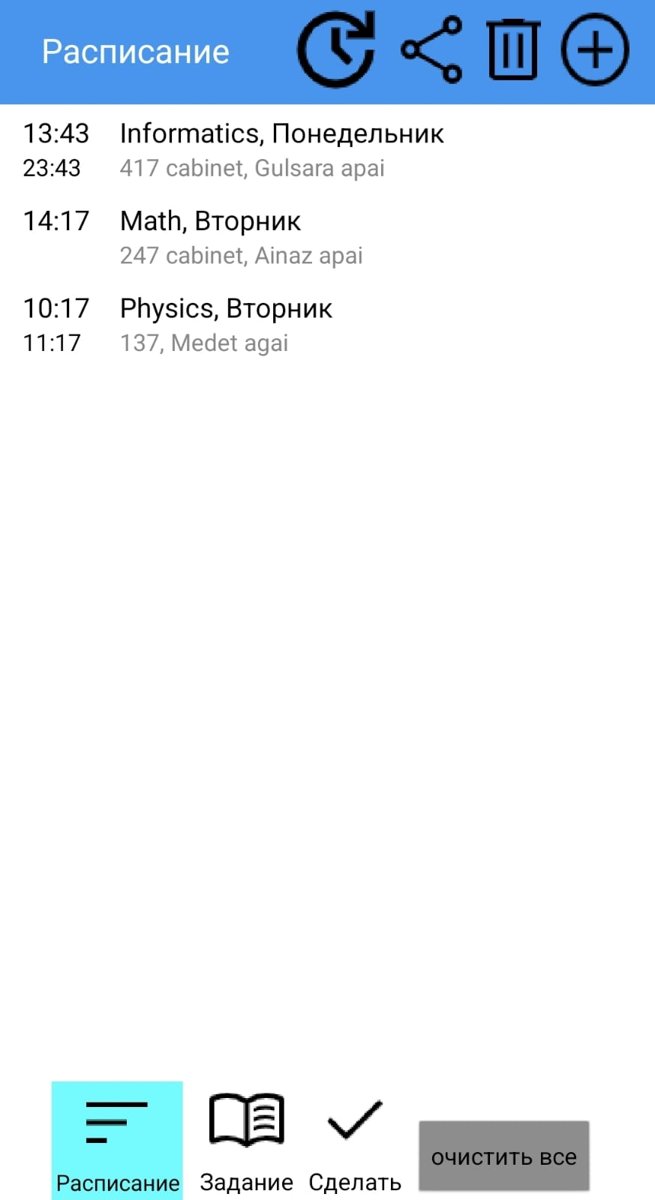 Расписание
13:43 Informatics, Понедельник
23:43 417 cabinet, Gulsara apai
14:17 Math, Вторник
247 cabinet, Ainaz apai
10:17 Physics, Вторник
11:17 137, Medet agai
Расписание Задание Сделать очистить все